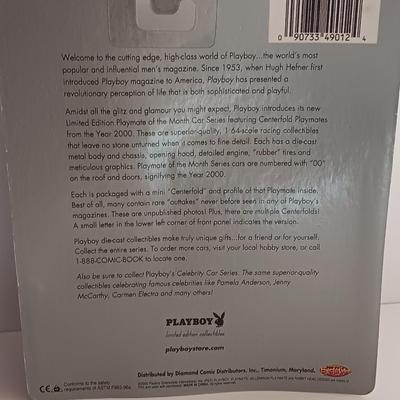 0 90733 49012 4
Welcome to the cutting edge, high-class world of Playboy...the world's most
popular and influential men's magazine. Since 1953, when Hugh Hefner first
introduced Playboy magazine to America, Playboy has presented a
revolutionary perception of life that is both sophisticated and playful.
Amidst all the glitz and glamour you might expect, Playboy introduces its new
Limited Edition Playmate of the Month Car Series featuring Centerfold Playmates
from the Year 2000. These are superior-quality, 1:64-scale racing collectibles
that leave no stone unturned when it comes to fine detail. Each has a die-cast
metal body and chassis, opening hood, detailed engine, "rubber" tires and
meticulous graphics. Playmate of the Month Series cars are numbered with "00"
on the roof and doors, signifying the Year 2000.
Each is packaged with a mini "Centerfold" and profile of that Playmate inside.
Best of all, many contain rare "outtakes" never before seen in any of Playboy's
magazines. These are unpublished photos! Plus, there are multiple Centerfolds!
A small letter in the lower left corner of front panel indicates the version.
Playboy die-cast collectibles make truly unique gifts...for a friend or for yourself.
Collect the entire series. To order more cars, visit your local hobby store, or call
1-888-COMIC-BOOK to locate one.
Also be sure to collect Playboy's Celebrity Car Series. The same superior-quality
collectibles celebrating famous celebrities like Pamela Anderson, Jenny
McCarthy, Carmen Electra and many others!
PLAYBOY
limited edition collectibles
playboystore.com
Distributed by Diamond Comic Distributors, Inc., Timonium, Maryland.
CE Conforms to the safety
requirements of ASTM F963-96a